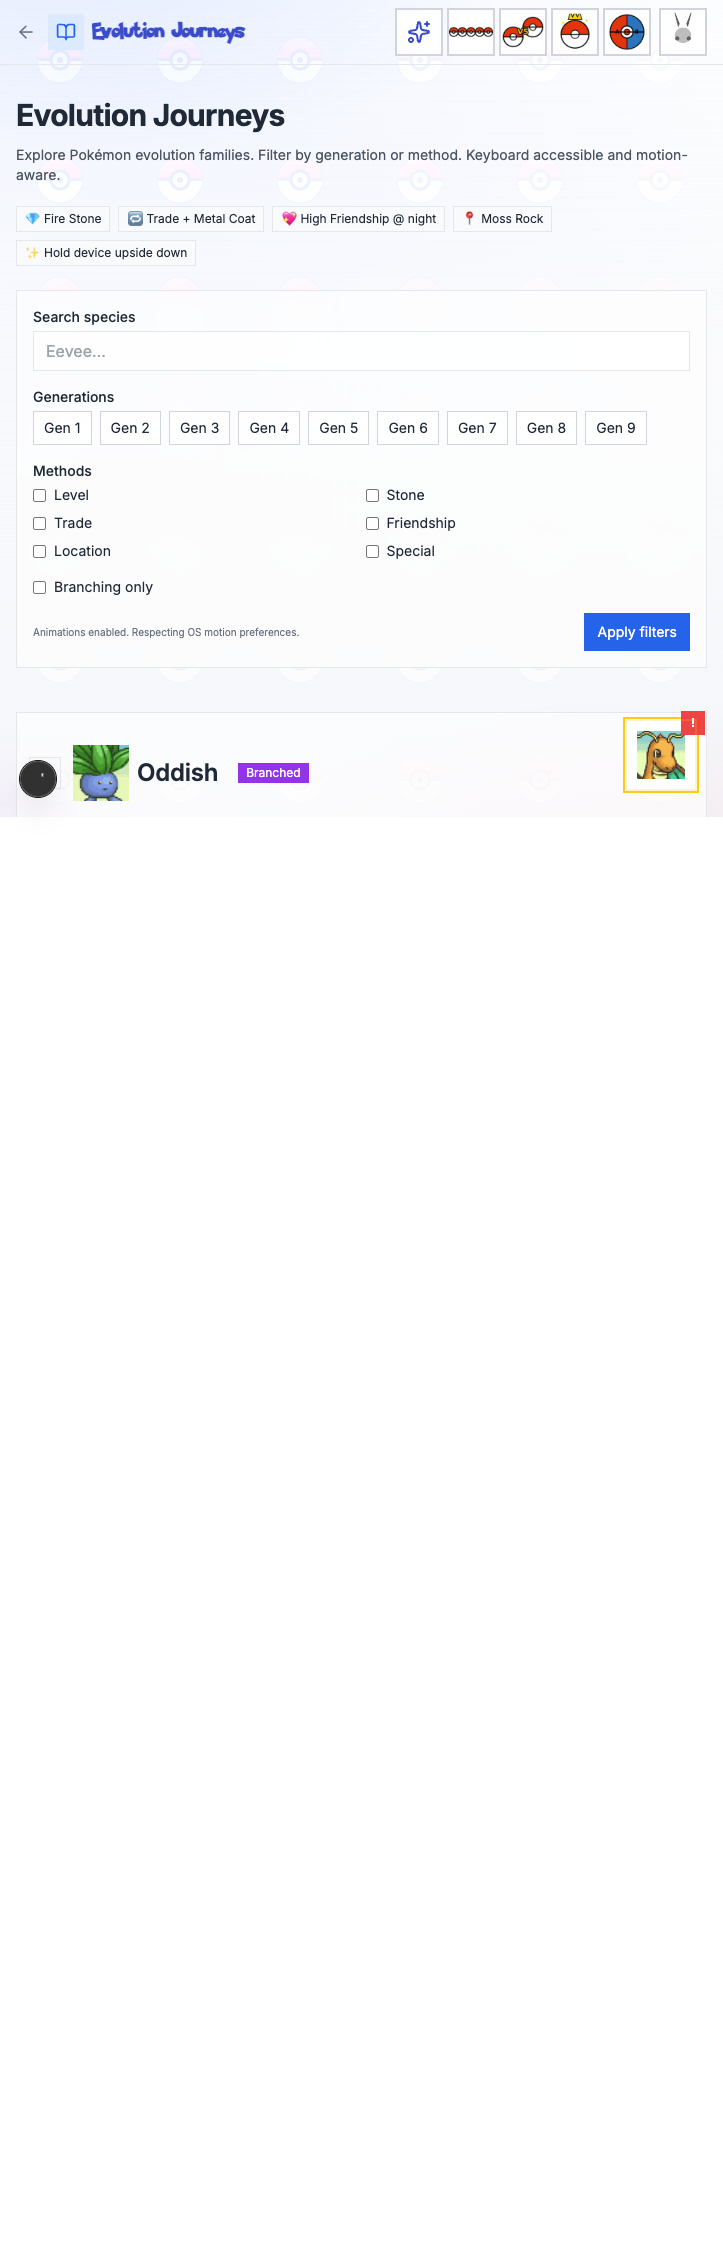 Evolution Journeys
Evolution Journeys
Explore Pokémon evolution families. Filter by generation or method. Keyboard accessible and motion-
aware.
💎 Fire Stone
🔁 Trade + Metal Coat
💖 High Friendship @ night
📍 Moss Rock
✨ Hold device upside down
Search species
Eevee...
Generations
Gen 1 Gen 2 Gen 3 Gen 4 Gen 5 Gen 6 Gen 7 Gen 8 Gen 9
Methods
Level
Stone
Trade
Friendship
Location
Special
Branching only
Animations enabled. Respecting OS motion preferences.
Apply filters
!
Oddish
Branched